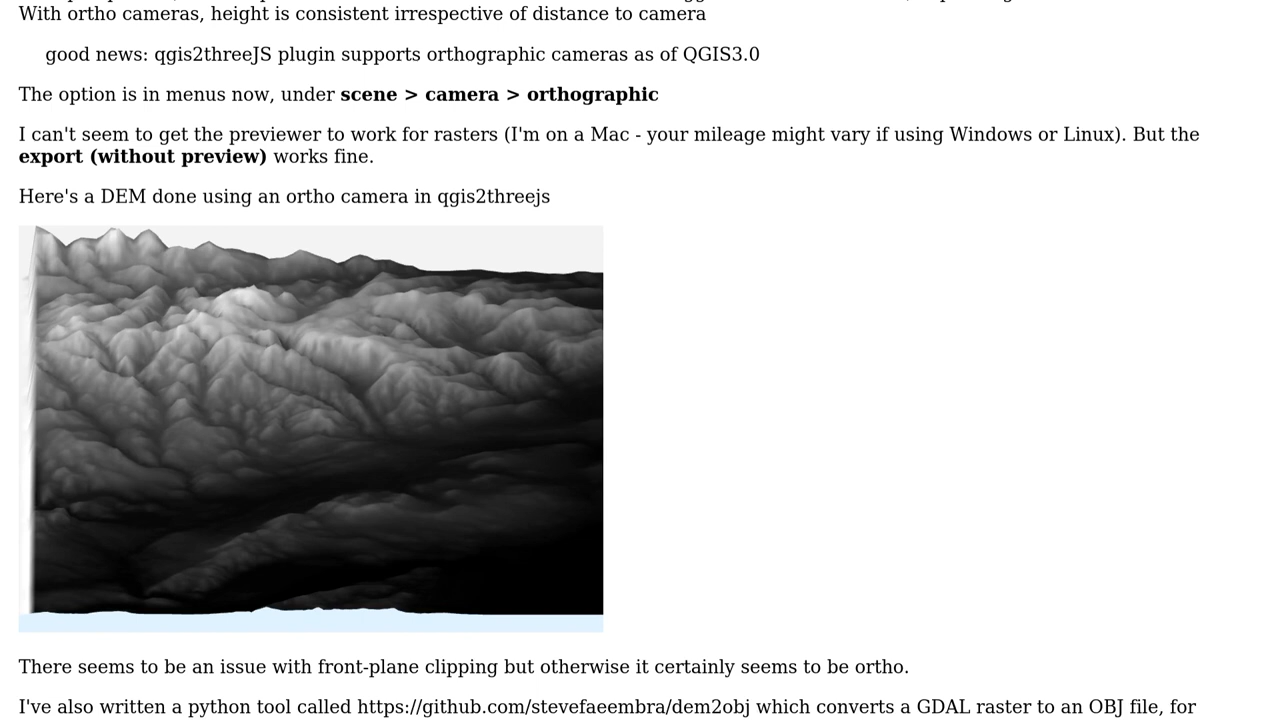 With ortho cameras, height is consistent irrespective of distance to camera
good news: qgis2threeJS plugin supports orthographic cameras as of QGIS3.0
The option is in menus now, under scene > camera > orthographic
I can't seem to get the previewer to work for rasters (I'm on a Mac - your mileage might vary if using Windows or Linux). But the
export (without preview) works fine.
Here's a DEM done using an ortho camera in qgis2threejs
There seems to be an issue with front-plane clipping but otherwise it certainly seems to be ortho.
I've also written a python tool called https://github.com/stevefaeembra/dem2obj which converts a GDAL raster to an OBJ file, for